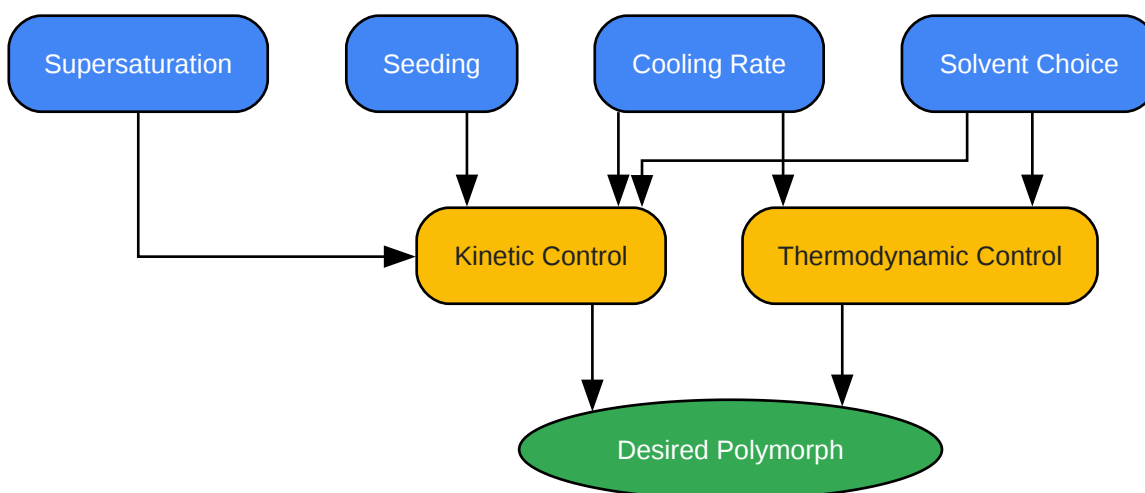 Supersaturation
Seeding
Cooling Rate
Solvent Choice
Kinetic Control
Thermodynamic Control
Desired Polymorph